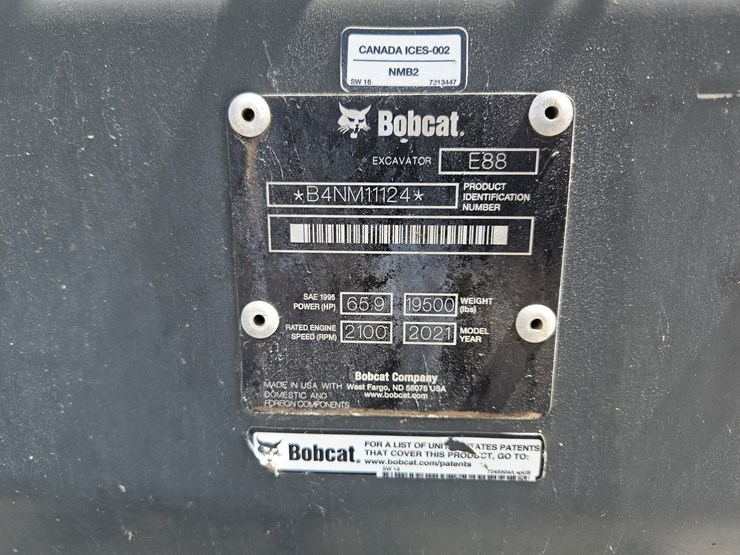 CANADA ICES-002
NMB2
SW 16 7213447
Bobcat.
EXCAVATOR E88
*B4NM11124* PRODUCT IDENTIFICATION NUMBER
SAE 1995 POWER (HP) 65.9 19500 WEIGHT (lbs)
RATED ENGINE SPEED (RPM) 2100 2021 MODEL YEAR
Bobcat Company
West Fargo, ND 58078 USA
www.bobcat.com
MADE IN USA WITH
DOMESTIC AND
FOREIGN COMPONENTS
Bobcat.
FOR A LIST OF UNI TATES PATENTS
THAT COVER THIS PRODUCT, GO TO:
www.bobcat.com/patents
SW 16